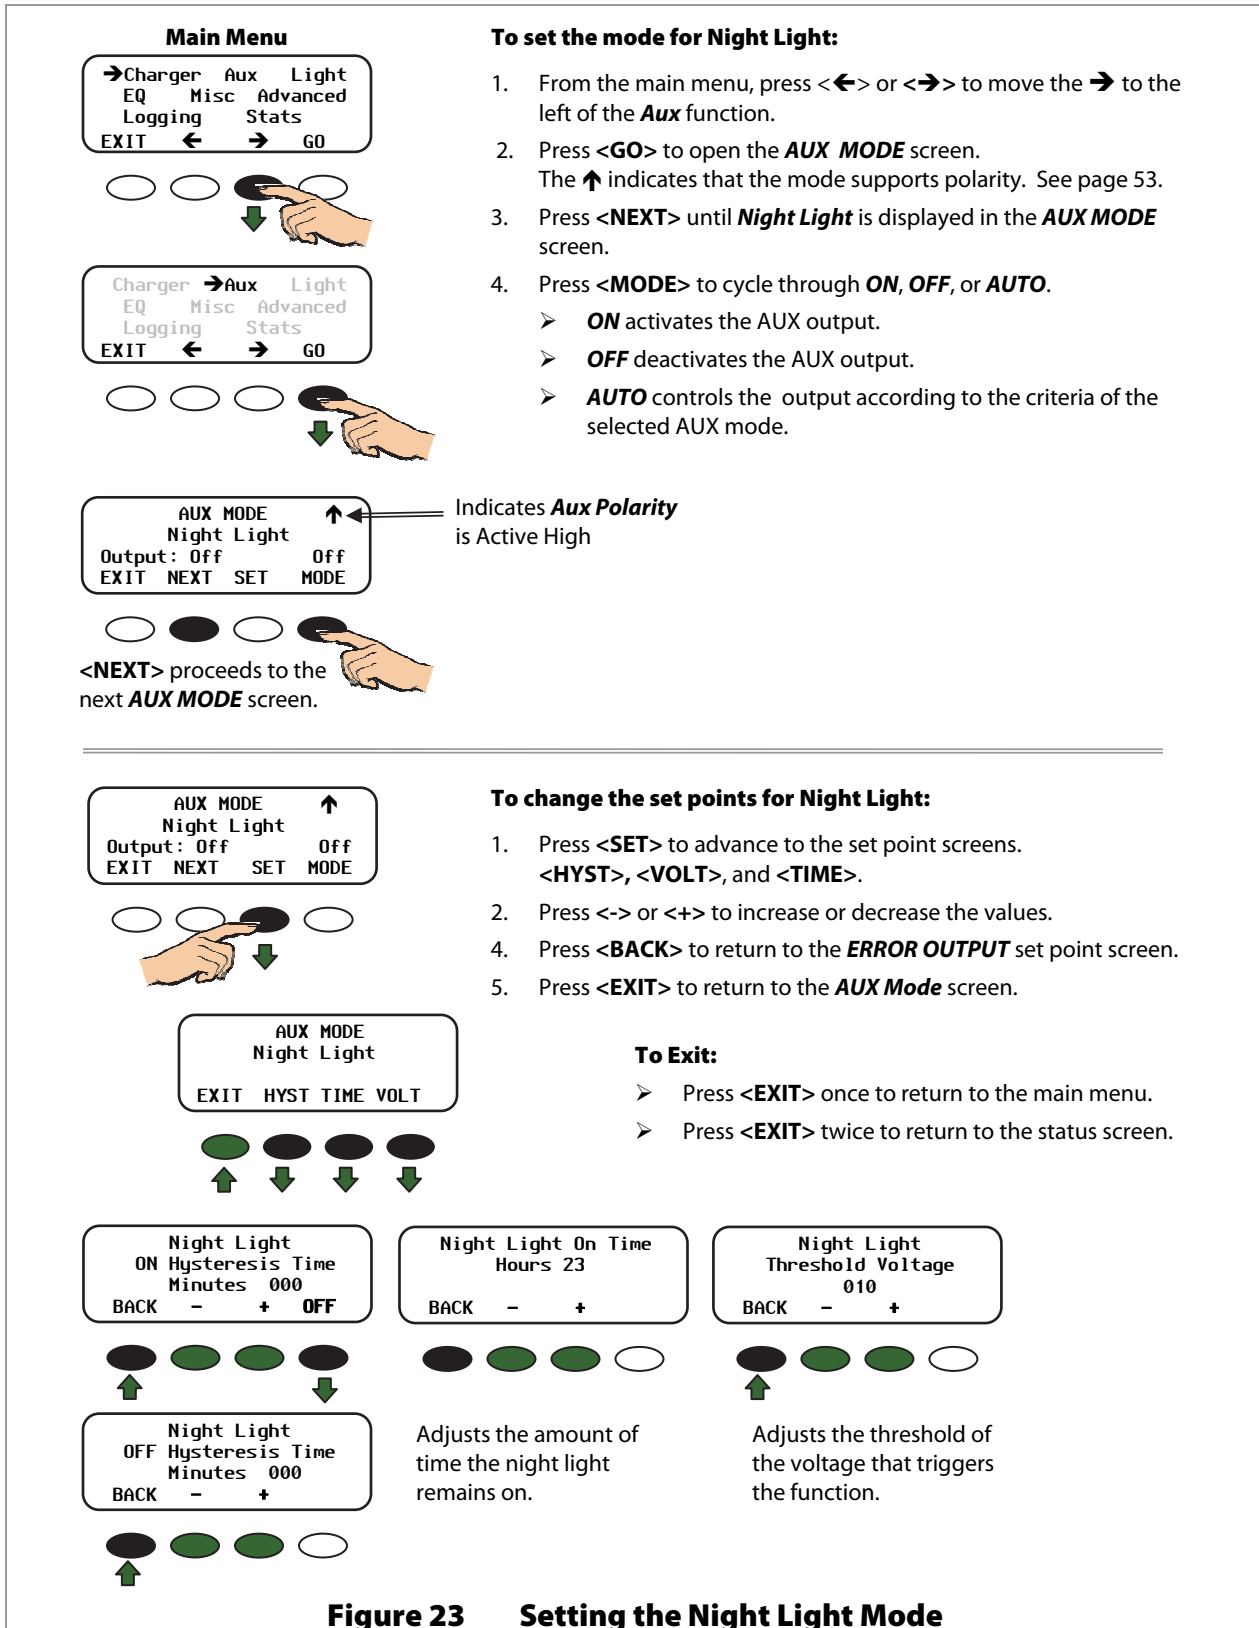 Main Menu
➔Charger Aux Light
EQ Misc Advanced
Logging Stats
EXIT ← → GO
Charger ➔Aux Light
EQ Misc Advanced
Logging Stats
EXIT ← → GO
AUX MODE ↑
Night Light
Output: Off Off
EXIT NEXT SET MODE
Indicates Aux Polarity
is Active High
<NEXT> proceeds to the
next AUX MODE screen.
To set the mode for Night Light:
1. From the main menu, press <←> or <→> to move the ➔ to the
left of the Aux function.
2. Press <GO> to open the AUX MODE screen.
The ↑ indicates that the mode supports polarity. See page 53.
3. Press <NEXT> until Night Light is displayed in the AUX MODE
screen.
4. Press <MODE> to cycle through ON, OFF, or AUTO.
➢ ON activates the AUX output.
➢ OFF deactivates the AUX output.
➢ AUTO controls the output according to the criteria of the
selected AUX mode.
AUX MODE ↑
Night Light
Output: Off Off
EXIT NEXT SET MODE
To change the set points for Night Light:
1. Press <SET> to advance to the set point screens.
<HYST>, <VOLT>, and <TIME>.
2. Press <-> or <+> to increase or decrease the values.
4. Press <BACK> to return to the ERROR OUTPUT set point screen.
5. Press <EXIT> to return to the AUX Mode screen.
AUX MODE
Night Light
EXIT HYST TIME VOLT
To Exit:
➢ Press <EXIT> once to return to the main menu.
➢ Press <EXIT> twice to return to the status screen.
Night Light
ON Hysteresis Time
Minutes 000
BACK - + OFF
Night Light On Time
Hours 23
BACK - +
Night Light
Threshold Voltage
010
BACK - +
Night Light
OFF Hysteresis Time
Minutes 000
BACK - +
Adjusts the amount of
time the night light
remains on.
Adjusts the threshold of
the voltage that triggers
the function.
Figure 23 Setting the Night Light Mode